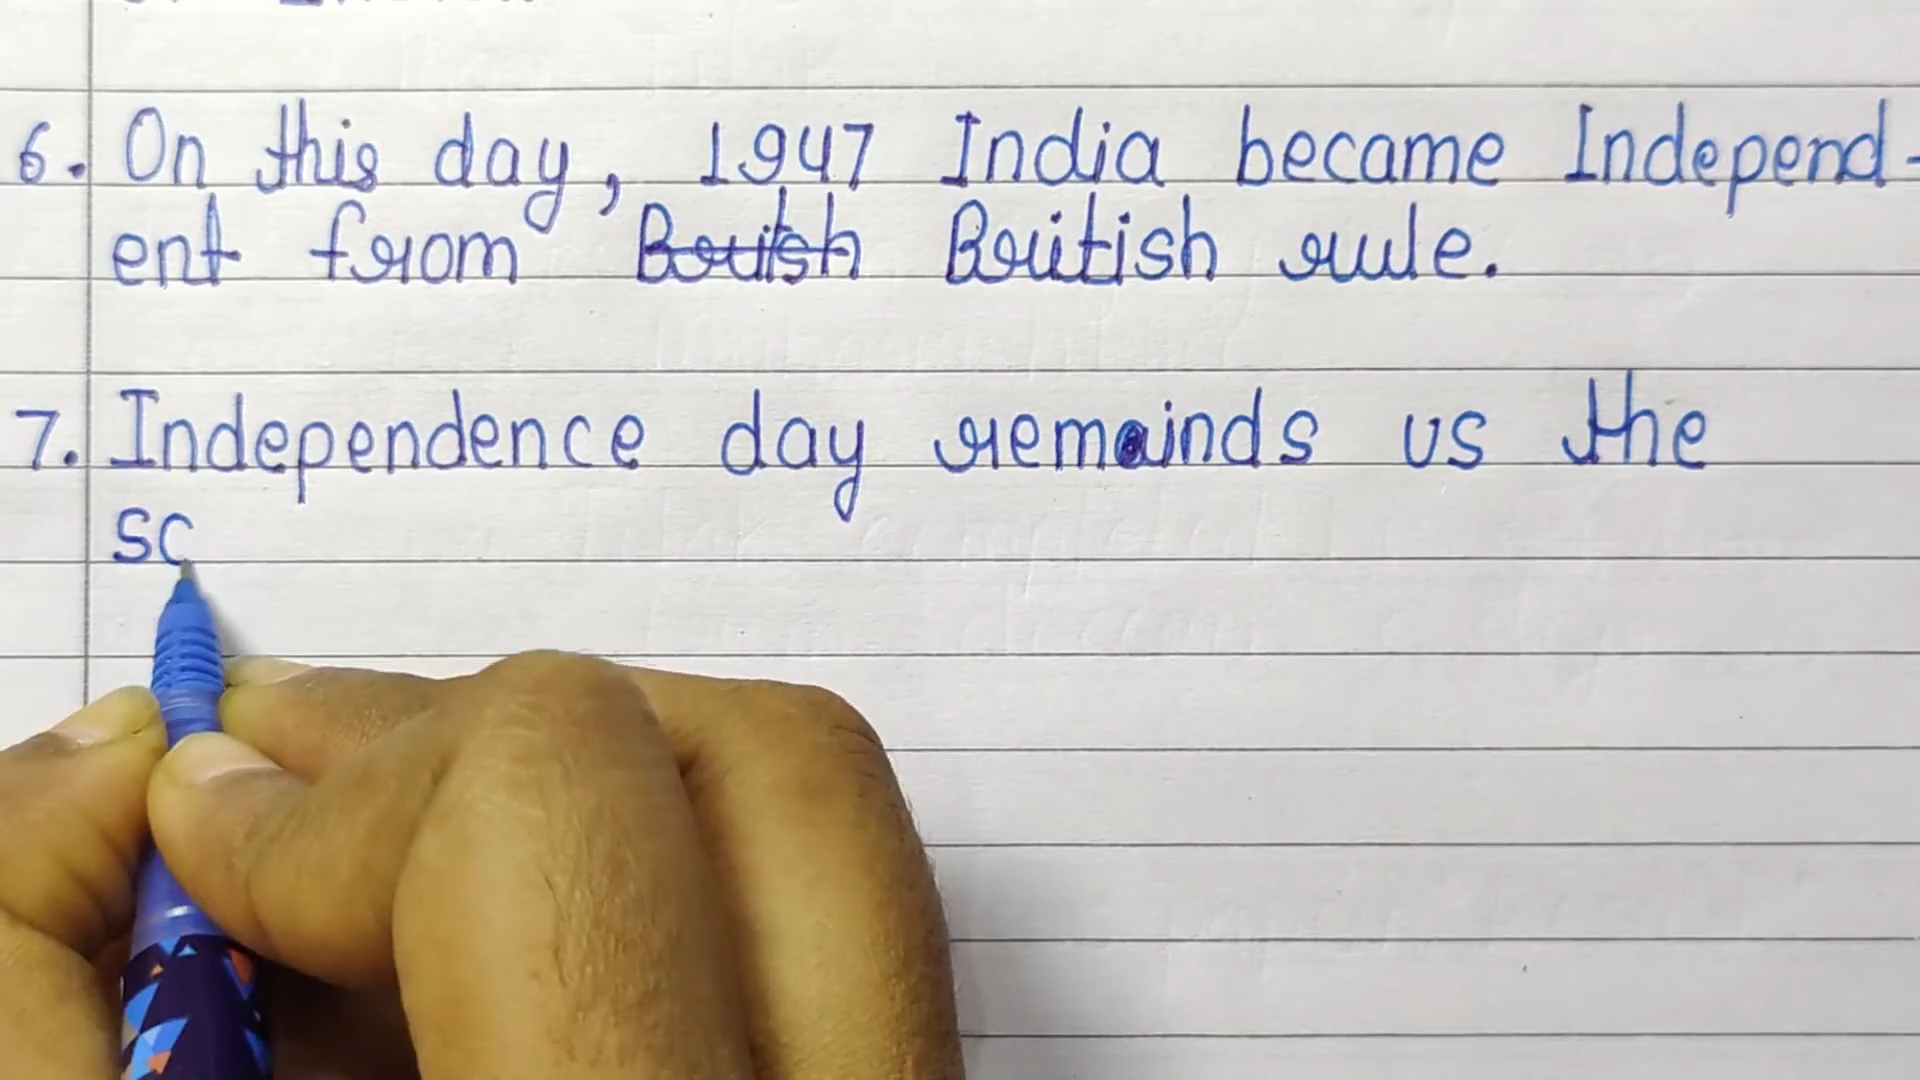 6. On this day, 1947 India became Independ-
ent from British British rule.
7. Independence day remainds us the
sc